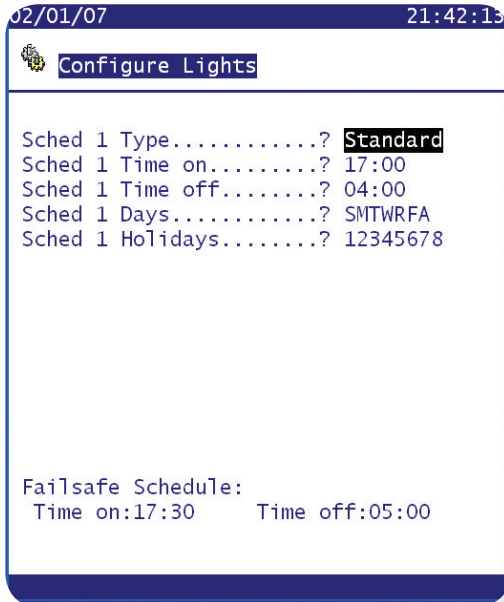 02/01/07 21:42:13
Configure Lights
Sched 1 Type............? Standard
Sched 1 Time on.........? 17:00
Sched 1 Time off........? 04:00
Sched 1 Days............? SMTWRFA
Sched 1 Holidays........? 12345678
Failsafe Schedule:
Time on:17:30 Time off:05:00